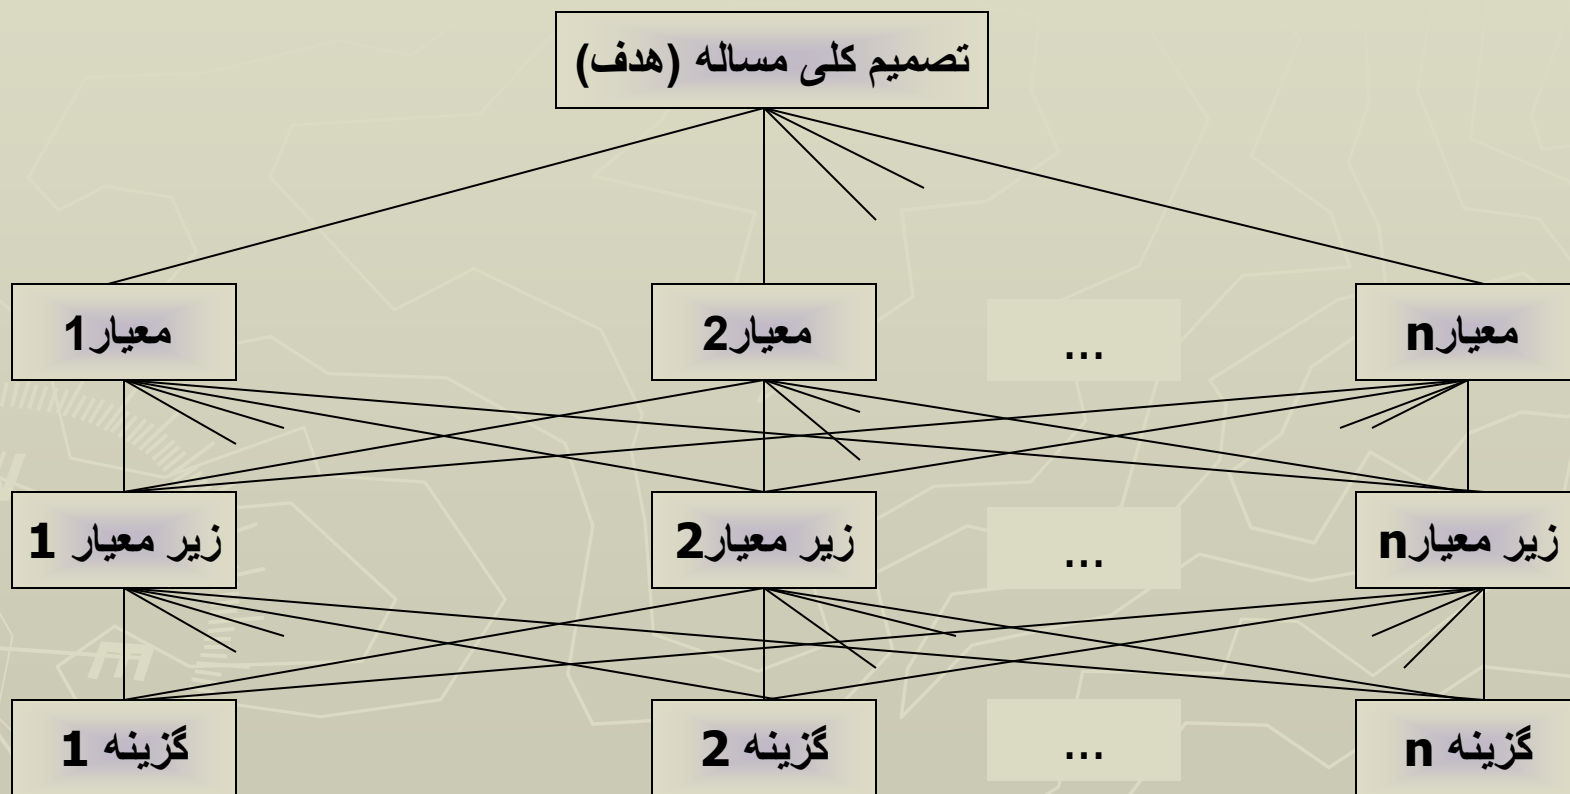 تصمیم کلی مساله (هدف)
معیار1
معیار2
...
معیارn
زیر معیار 1
زیر معیار2
...
زیر معیارn
گزینه 1
گزینه 2
...
گزینه n
E